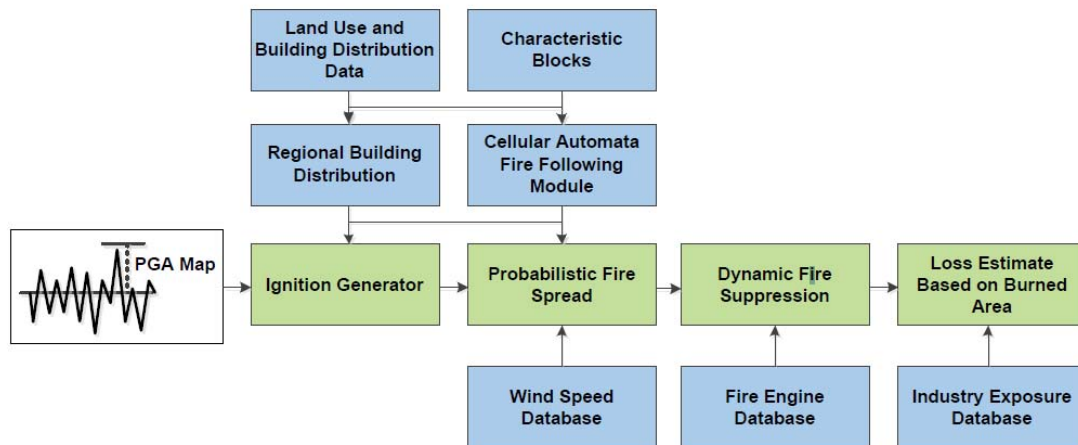 Land Use and
Building Distribution
Data
Characteristic
Blocks
Regional Building
Distribution
Cellular Automata
Fire Following
Module
PGA Map
Ignition Generator
Probabilistic Fire
Spread
Dynamic Fire
Suppression
Loss Estimate
Based on Burned
Area
Wind Speed
Database
Fire Engine
Database
Industry Exposure
Database